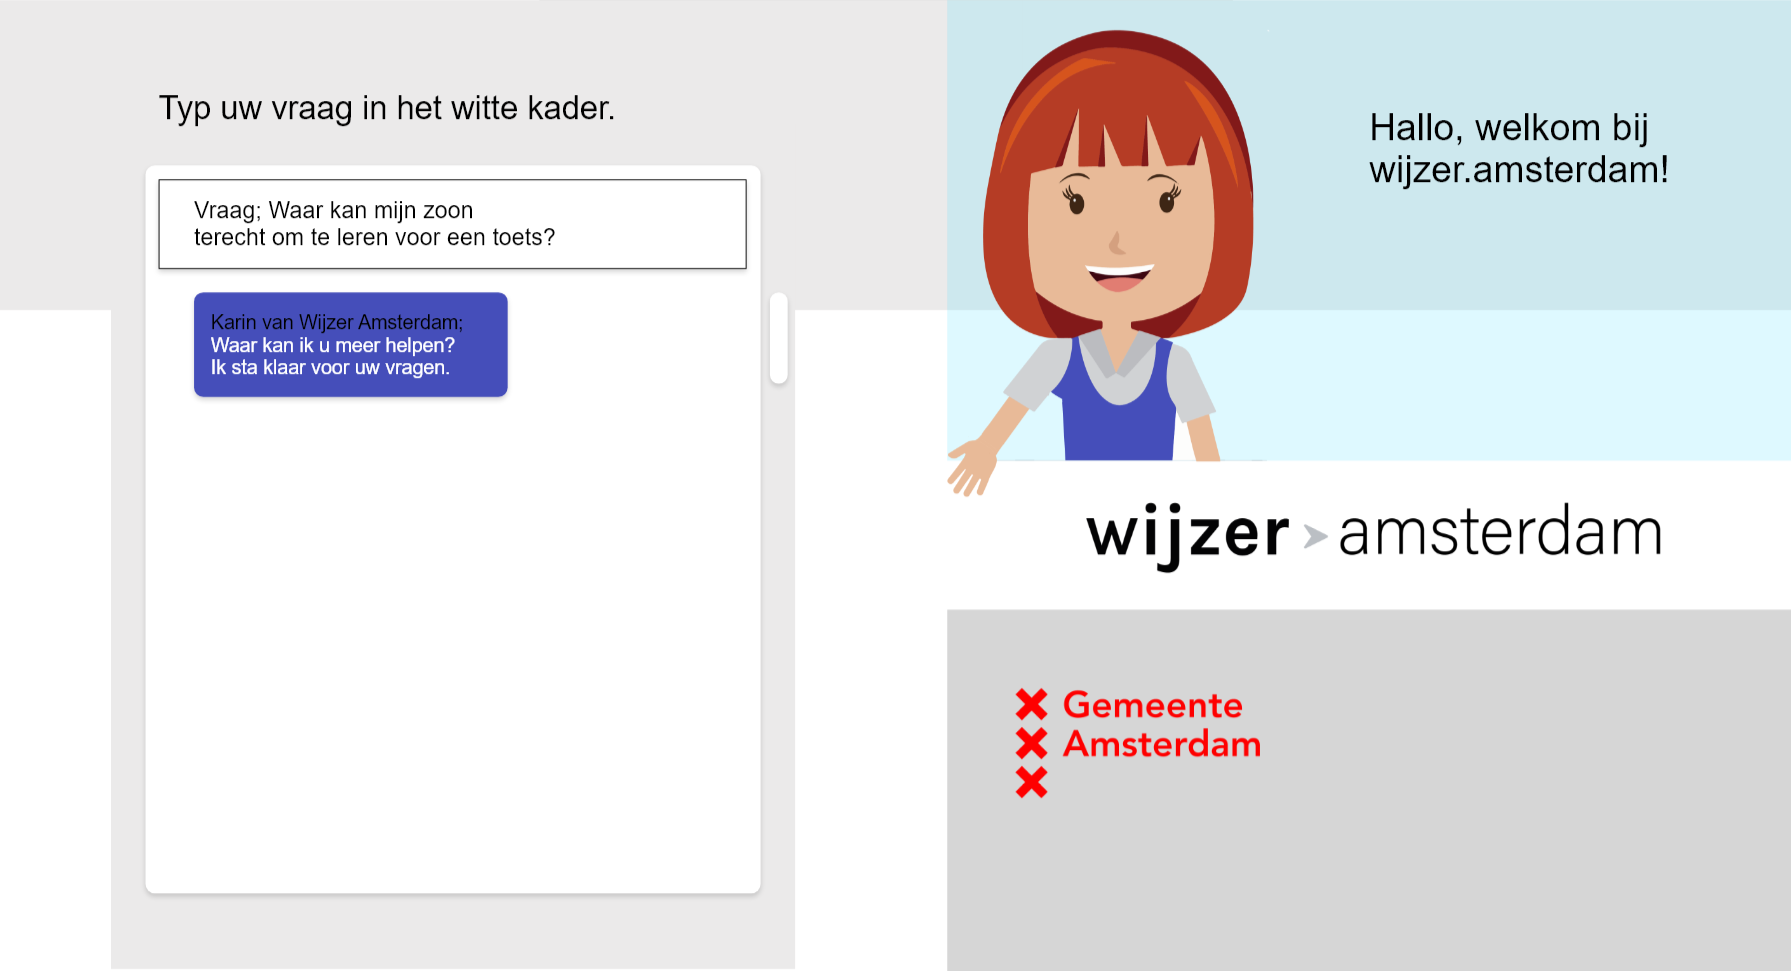 Typ uw vraag in het witte kader.
Vraag; Waar kan mijn zoon
terecht om te leren voor een toets?
Karin van Wijzer Amsterdam;
Waar kan ik u meer helpen?
Ik sta klaar voor uw vragen.
Hallo, welkom bij
wijzer.amsterdam!
wijzer amsterdam
Gemeente
Amsterdam